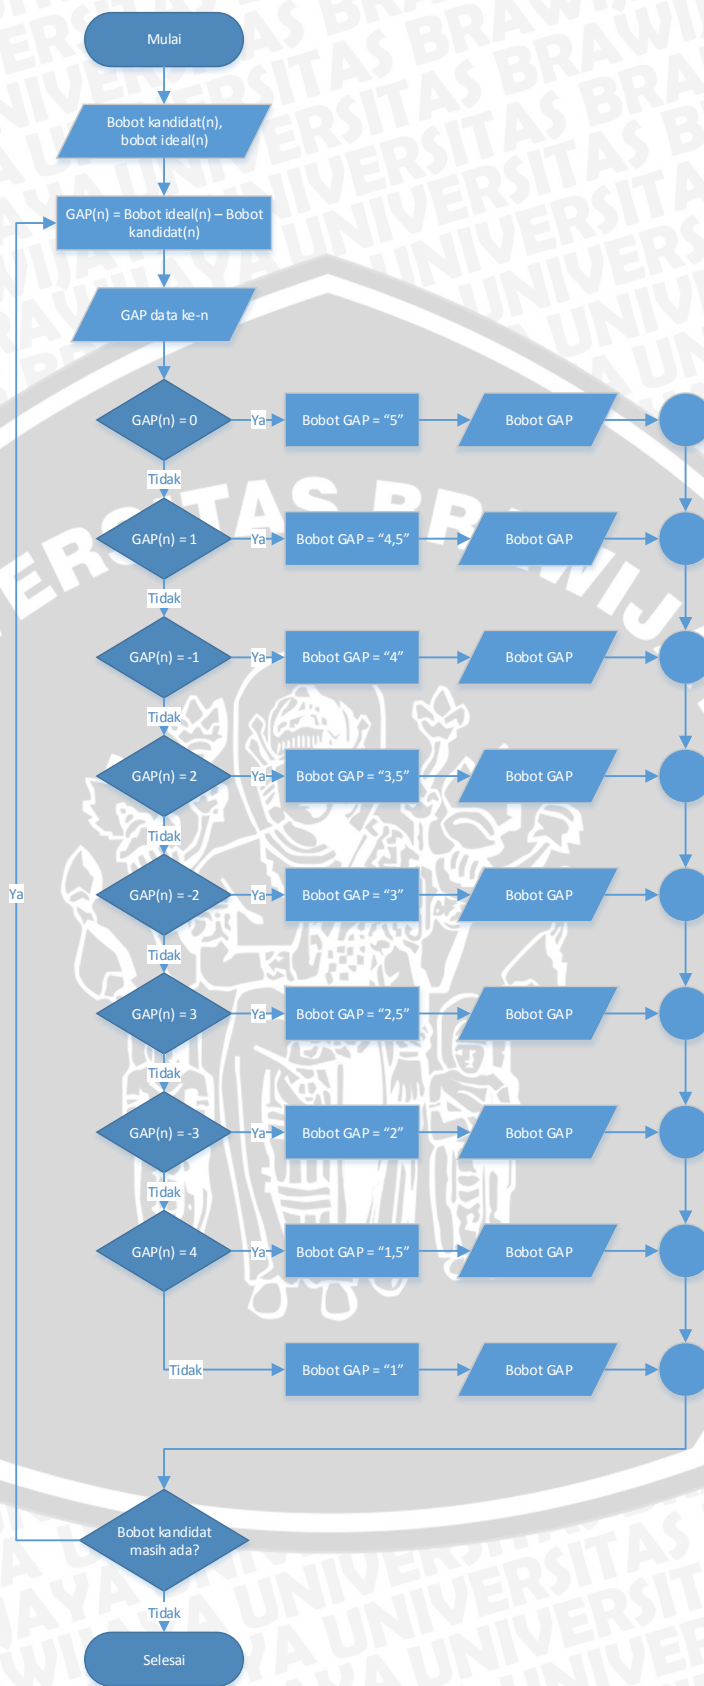 Mulai
Bobot kandidat(n),
bobot ideal(n)
GAP(n) = Bobot ideal(n) – Bobot
kandidat(n)
GAP data ke-n
GAP(n) = 0
Ya
Bobot GAP = “5”
Bobot GAP
Tidak
GAP(n) = 1
Ya
Bobot GAP = “4,5”
Bobot GAP
Tidak
GAP(n) = -1
Ya
Bobot GAP = “4”
Bobot GAP
Tidak
GAP(n) = 2
Ya
Bobot GAP = “3,5”
Bobot GAP
Tidak
Ya
GAP(n) = -2
Ya
Bobot GAP = “3”
Bobot GAP
Tidak
GAP(n) = 3
Ya
Bobot GAP = “2,5”
Bobot GAP
Tidak
GAP(n) = -3
Ya
Bobot GAP = “2”
Bobot GAP
Tidak
GAP(n) = 4
Ya
Bobot GAP = “1,5”
Bobot GAP
Tidak
Bobot GAP = “1”
Bobot GAP
Bobot kandidat
masih ada?
Tidak
Selesai